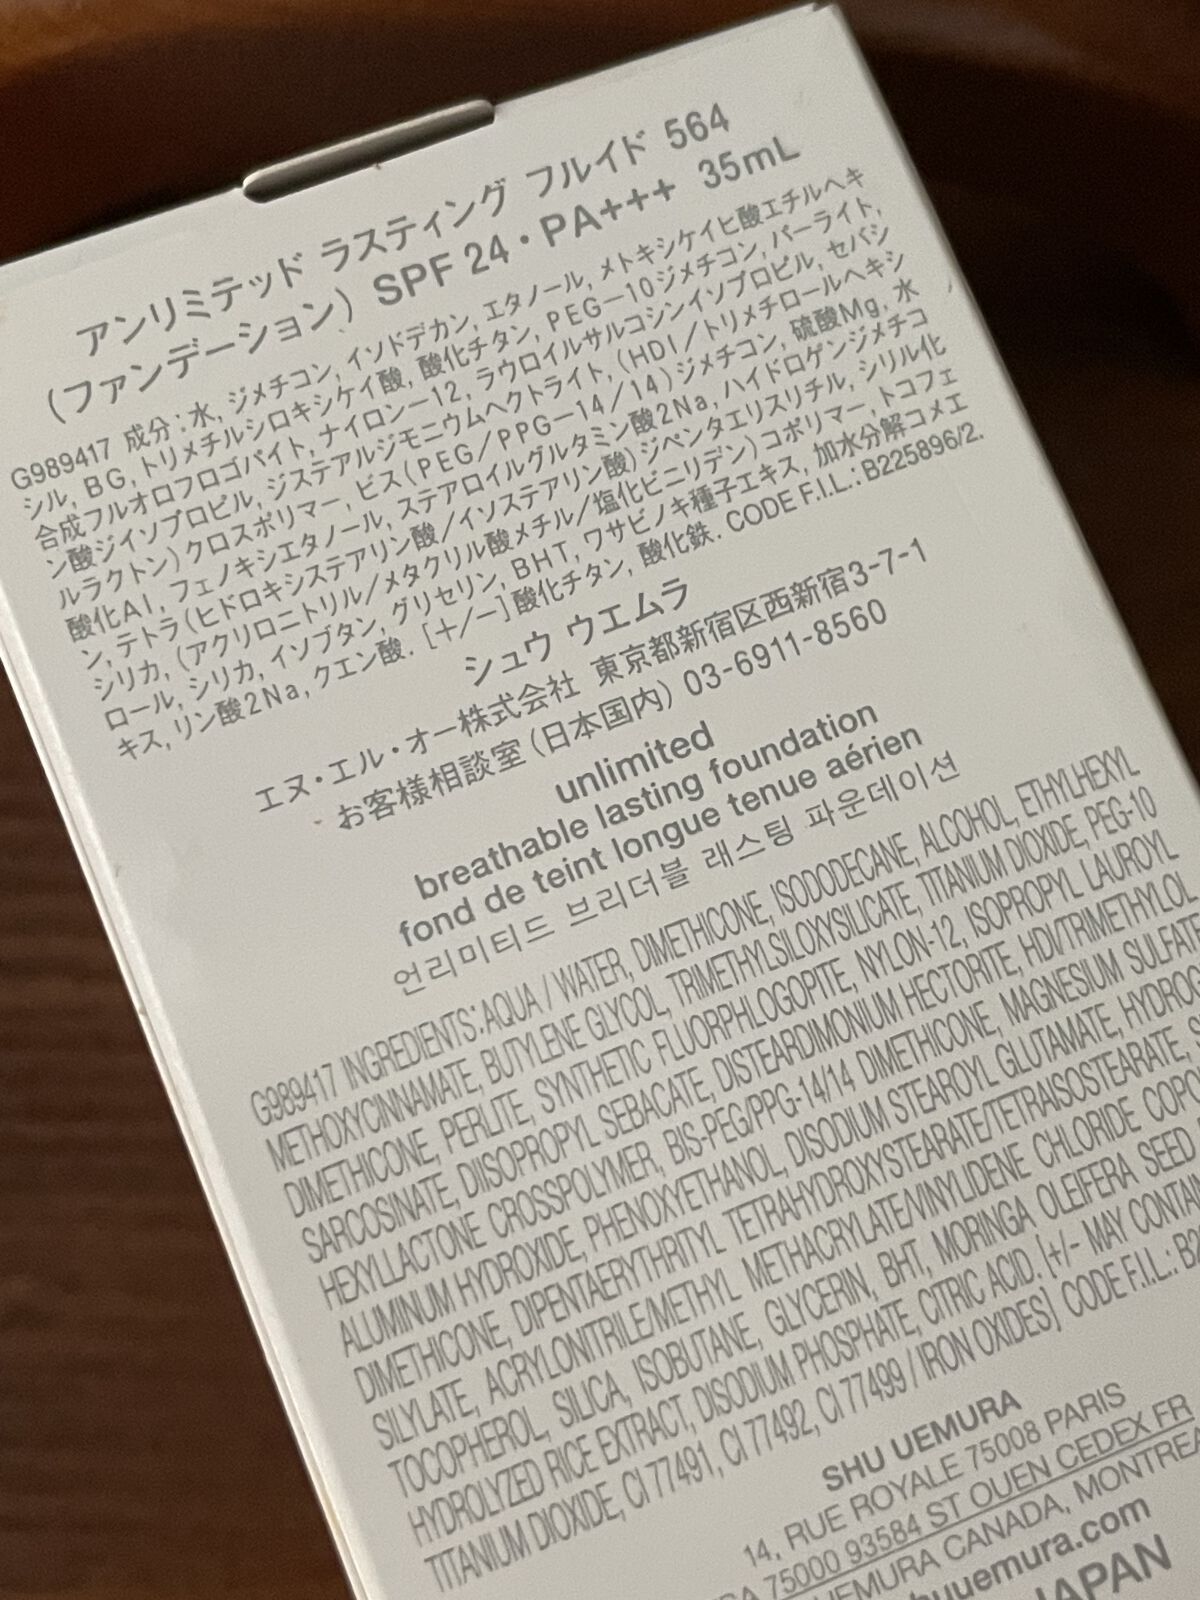 アンリミテッド ラスティング フルイド 564
(ファンデーション) SPF 24・PA+++ 35mL
G989417 成分:水, ジメチコン, イソドデカン, エタノール, メトキシケイヒ酸エチルヘキ
シル, BG, トリメチルシロキシケイ酸, 酸化チタン, PEG-10ジメチコン, パーライト,
合成フルオロフロゴパイト, ナイロン-12, ラウロイルサルコシンイソプロピル, セバシ
ン酸ジイソプロピル, ジステアルジモニウムヘクトライト, (HDI/トリメチロールヘキシ
ルラクトン)クロスポリマー, ビス(PEG/PPG-14/14)ジメチコン, 硫酸Mg, 水
酸化Al, フェノキシエタノール, ステアロイルグルタミン酸2Na, ハイドロゲンジメチコ
ン, テトラ(ヒドロキシステアリン酸/イソステアリン酸)ジペンタエリスリチル, シリル化
シリカ, (アクリロニトリル/メタクリル酸メチル/塩化ビニリデン)コポリマー, トコフェ
ロール, シリカ, イソブタン, グリセリン, BHT, ワサビノキ種子エキス, 加水分解コメエ
キス, リン酸2Na, クエン酸. [+/-]酸化チタン, 酸化鉄. CODE F.I.L.: B225896/2.
シュウ ウエムラ
エヌ・エル・オー株式会社 東京都新宿区西新宿3-7-1
お客様相談室(日本国内) 03-6911-8560
unlimited
breathable lasting foundation
fond de teint longue tenue aérien
언리미티드 브리더블 래스팅 파운데이션
G989417 INGREDIENTS: AQUA / WATER, DIMETHICONE, ISODODECANE, ALCOHOL, ETHYLHEXYL
METHOXYCINNAMATE, BUTYLENE GLYCOL, TRIMETHYLSILOXYSILICATE, TITANIUM DIOXIDE, PEG-10
DIMETHICONE, PERLITE, SYNTHETIC FLUORPHLOGOPITE, NYLON-12, ISOPROPYL LAUROYL
SARCOSINATE, DIISOPROPYL SEBACATE, DISTEARDIMONIUM HECTORITE, HDI/TRIMETHYLOL
HEXYLLACTONE CROSSPOLYMER, BIS-PEG/PPG-14/14 DIMETHICONE, MAGNESIUM SULFATE
ALUMINUM HYDROXIDE, PHENOXYETHANOL, DISODIUM STEAROYL GLUTAMATE, HYDROG
DIMETHICONE, DIPENTAERYTHRITYL TETRAHYDROXYSTEARATE/TETRAISOSTEARATE, S
SILYLATE, ACRYLONITRILE/METHYL METHACRYLATE/VINYLIDENE CHLORIDE COPO
TOCOPHEROL, SILICA, ISOBUTANE, GLYCERIN, BHT, MORINGA OLEIFERA SEED
HYDROLYZED RICE EXTRACT, DISODIUM PHOSPHATE, CITRIC ACID. [+/- MAY CONTA
TITANIUM DIOXIDE, CI 77491, CI 77492, CI 77499 / IRON OXIDES] CODE F.I.L.: B2
SHU UEMURA
14, RUE ROYALE 75008 PARIS
75000 93584 ST OUEN CEDEX FR
UEMURA CANADA, MONTREA
huuemura.com
JAPAN